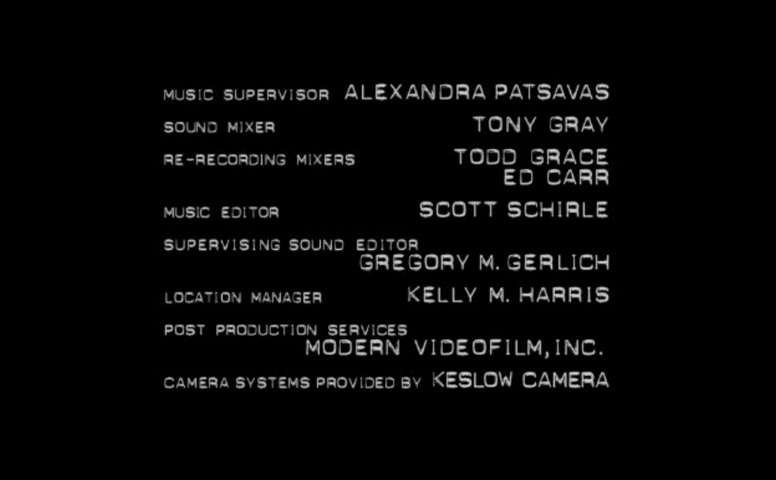 MUSIC SUPERVISOR ALEXANDRA PATSAVAS
SOUND MIXER TONY GRAY
RE-RECORDING MIXERS TODD GRACE
ED CARR
MUSIC EDITOR SCOTT SCHIRLE
SUPERVISING SOUND EDITOR
GREGORY M. GERLICH
LOCATION MANAGER KELLY M. HARRIS
POST PRODUCTION SERVICES
MODERN VIDEOFILM, INC.
CAMERA SYSTEMS PROVIDED BY KESLOW CAMERA